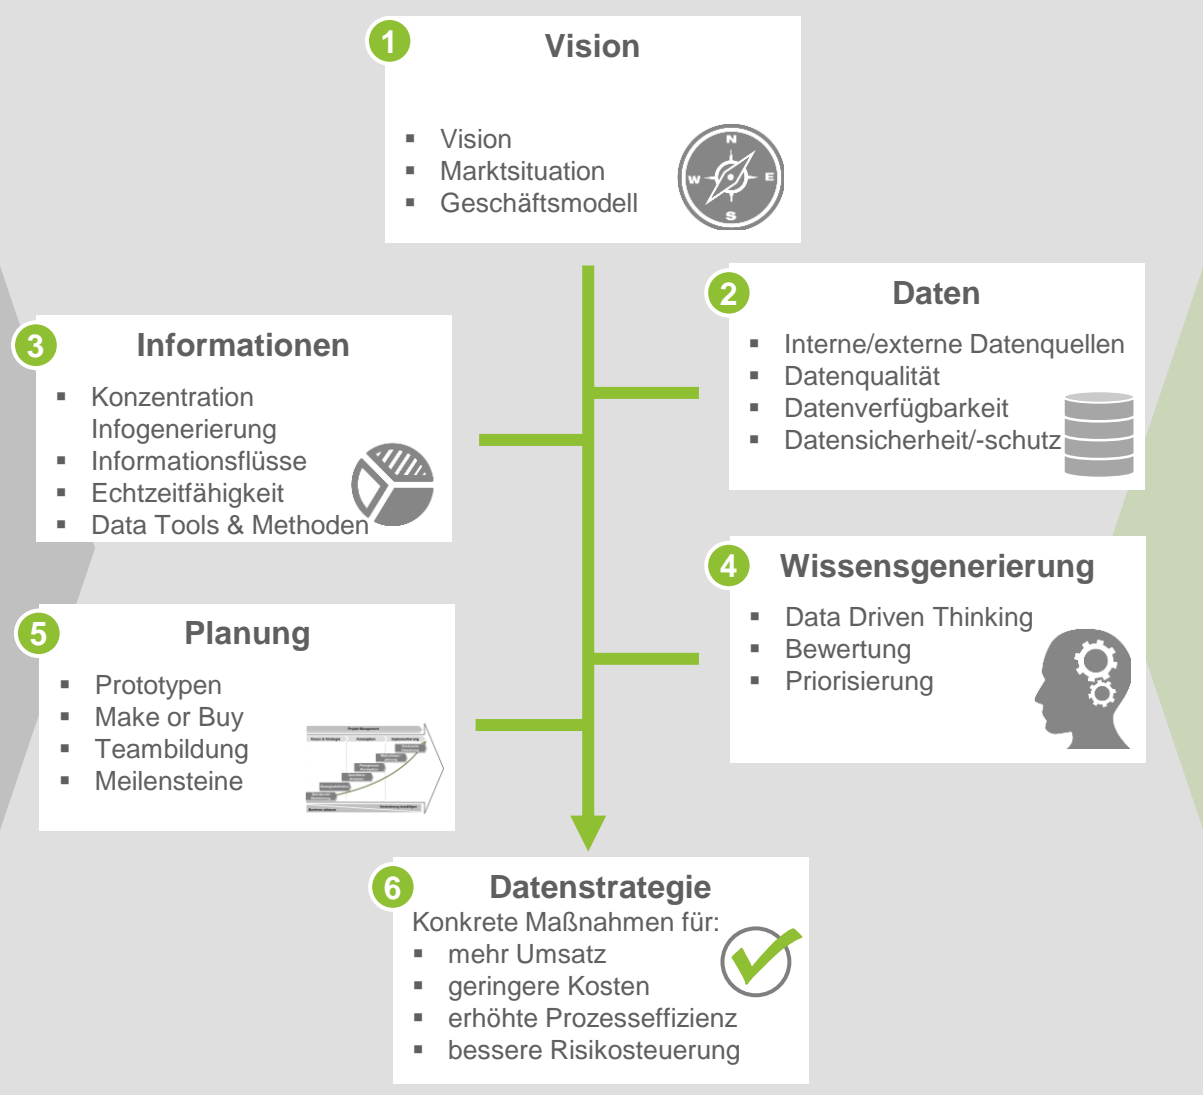 1
Vision
▪ Vision
▪ Marktsituation
▪ Geschäftsmodell
N
W
E
S
2
Daten
▪ Interne/externe Datenquellen
▪ Datenqualität
▪ Datenverfügbarkeit
▪ Datensicherheit/-schutz
3
Informationen
▪ Konzentration
Infogenerierung
▪ Informationsflüsse
▪ Echtzeitfähigkeit
▪ Data Tools & Methoden
4
Wissensgenerierung
▪ Data Driven Thinking
▪ Bewertung
▪ Priorisierung
5
Planung
▪ Prototypen
▪ Make or Buy
▪ Teambildung
▪ Meilensteine
6
Datenstrategie
Konkrete Maßnahmen für:
▪ mehr Umsatz
▪ geringere Kosten
▪ erhöhte Prozesseffizienz
▪ bessere Risikosteuerung